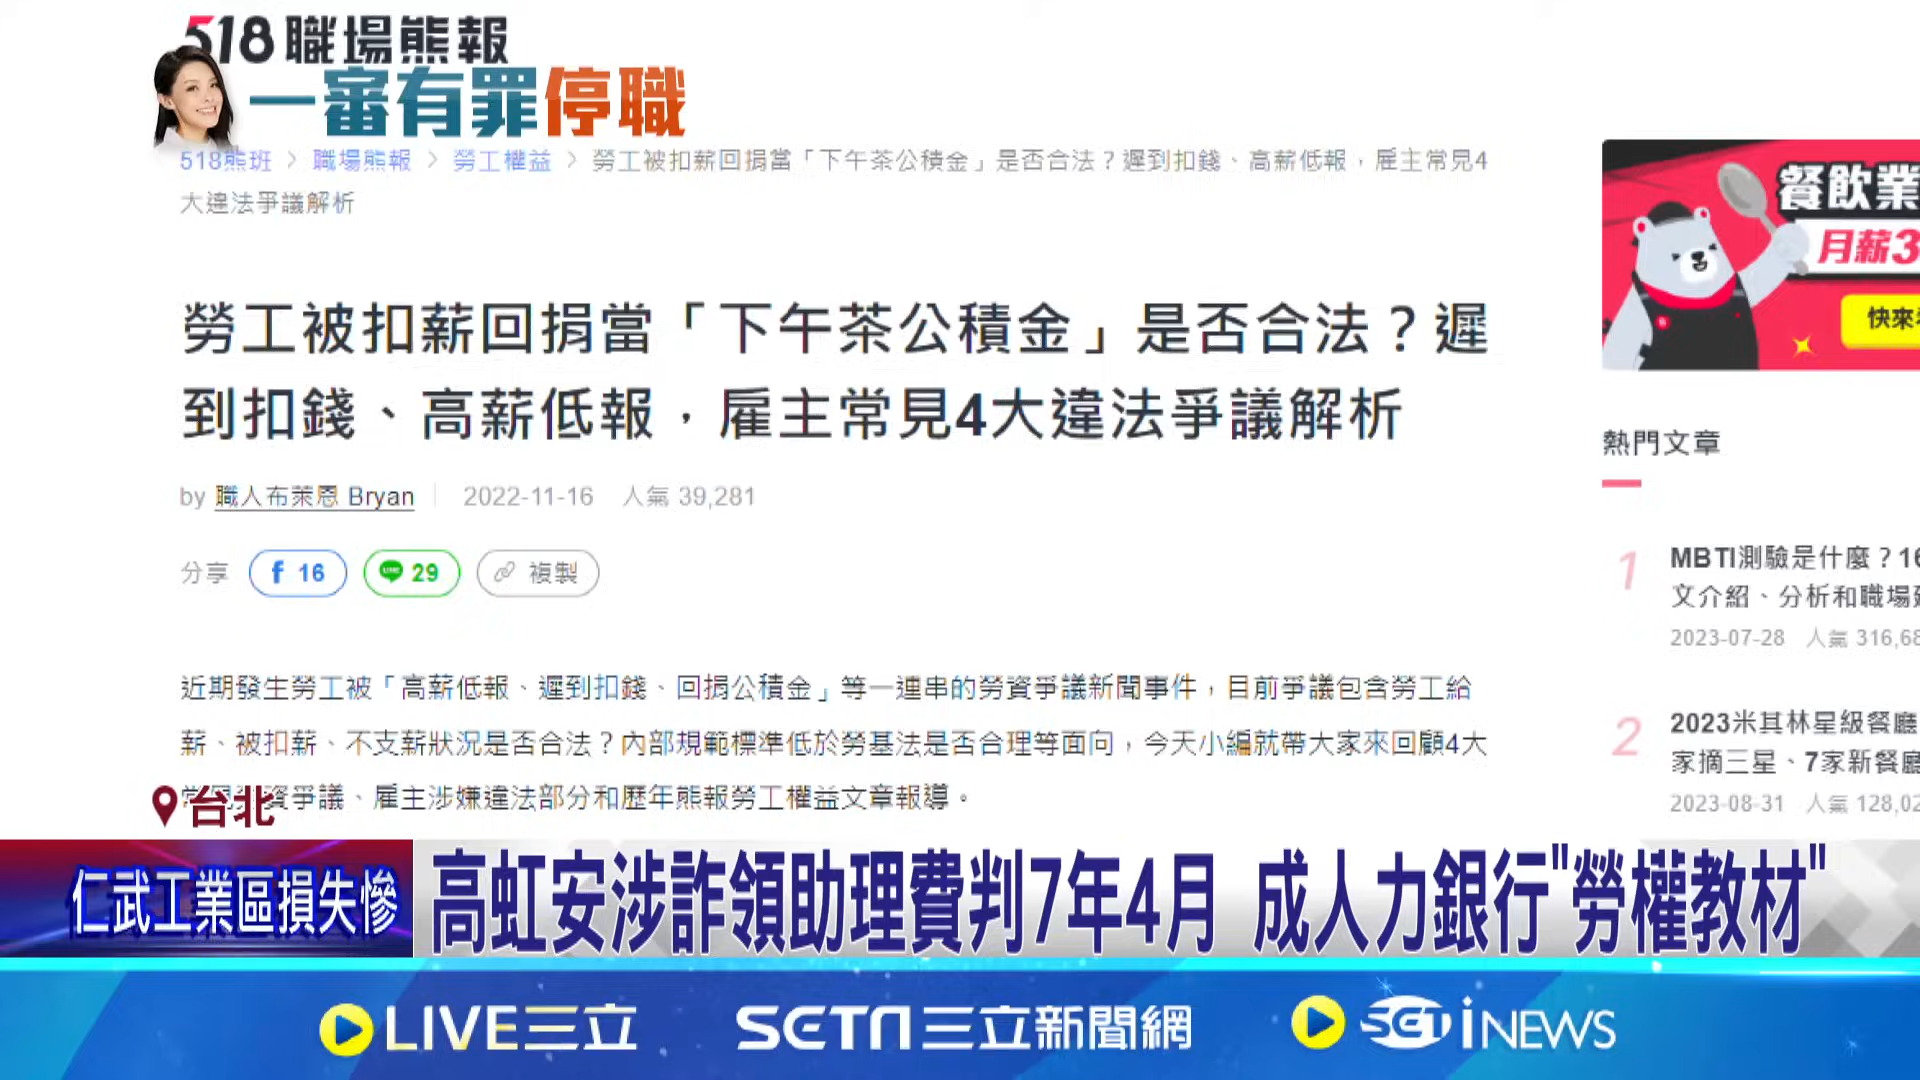 518職場熊報
一審有罪停職
518熊班 > 職場熊報 > 勞工權益 > 勞工被扣薪回捐當「下午茶公積金」是否合法？遲到扣錢、高薪低報，雇主常見4
大違法爭議解析
勞工被扣薪回捐當「下午茶公積金」是否合法？遲
到扣錢、高薪低報，雇主常見4大違法爭議解析
by 職人布萊恩 Bryan 2022-11-16 人氣 39,281
分享 16 29 複製
近期發生勞工被「高薪低報、遲到扣錢、回捐公積金」等一連串的勞資爭議新聞事件，目前爭議包含勞工給
薪、被扣薪、不支薪狀況是否合法？內部規範標準低於勞基法是否合理等面向，今天小編就帶大家來回顧4大
資爭議、雇主涉嫌違法部分和歷年熊報勞工權益文章報導。
餐飲業
月薪3
快來
熱門文章
1 MBTI測驗是什麼？16
文介紹、分析和職場
2023-07-28 人氣 316,68
2 2023米其林星級餐廳
家摘三星、7家新餐廳
2023-08-31 人氣 128,02
台北
仁武工業區損失慘
高虹安涉詐領助理費判7年4月 成人力銀行"勞權教材"
LIVE三立
SETN三立新聞網
SET iNEWS